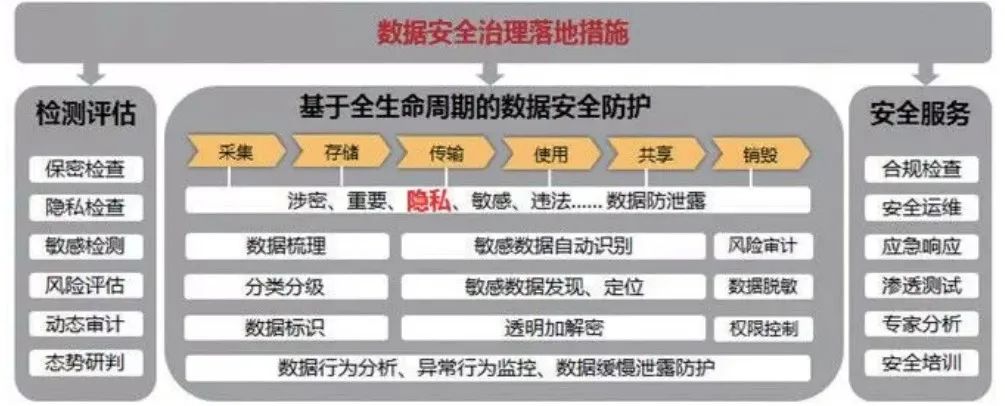 数据安全治理落地措施
检测评估
保密检查
隐私检查
敏感检测
风险评估
动态审计
态势研判
基于全生命周期的数据安全防护
采集 存储 传输 使用 共享 销毁
涉密、重要、隐私、敏感、违法...... 数据防泄露
数据梳理 敏感数据自动识别 风险审计
分类分级 敏感数据发现、定位 数据脱敏
数据标识 透明加解密 权限控制
数据行为分析、异常行为监控、数据缓慢泄露防护
安全服务
合规检查
安全运维
应急响应
渗透测试
专家分析
安全培训